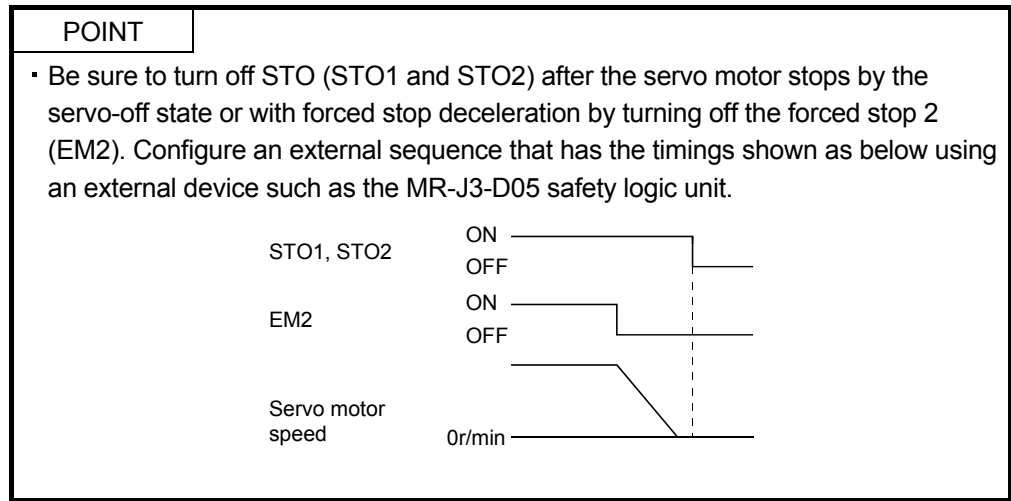 POINT
▪ Be sure to turn off STO (STO1 and STO2) after the servo motor stops by the
servo-off state or with forced stop deceleration by turning off the forced stop 2
(EM2). Configure an external sequence that has the timings shown as below using
an external device such as the MR-J3-D05 safety logic unit.
STO1, STO2
ON
OFF
EM2
ON
OFF
Servo motor
speed
0r/min